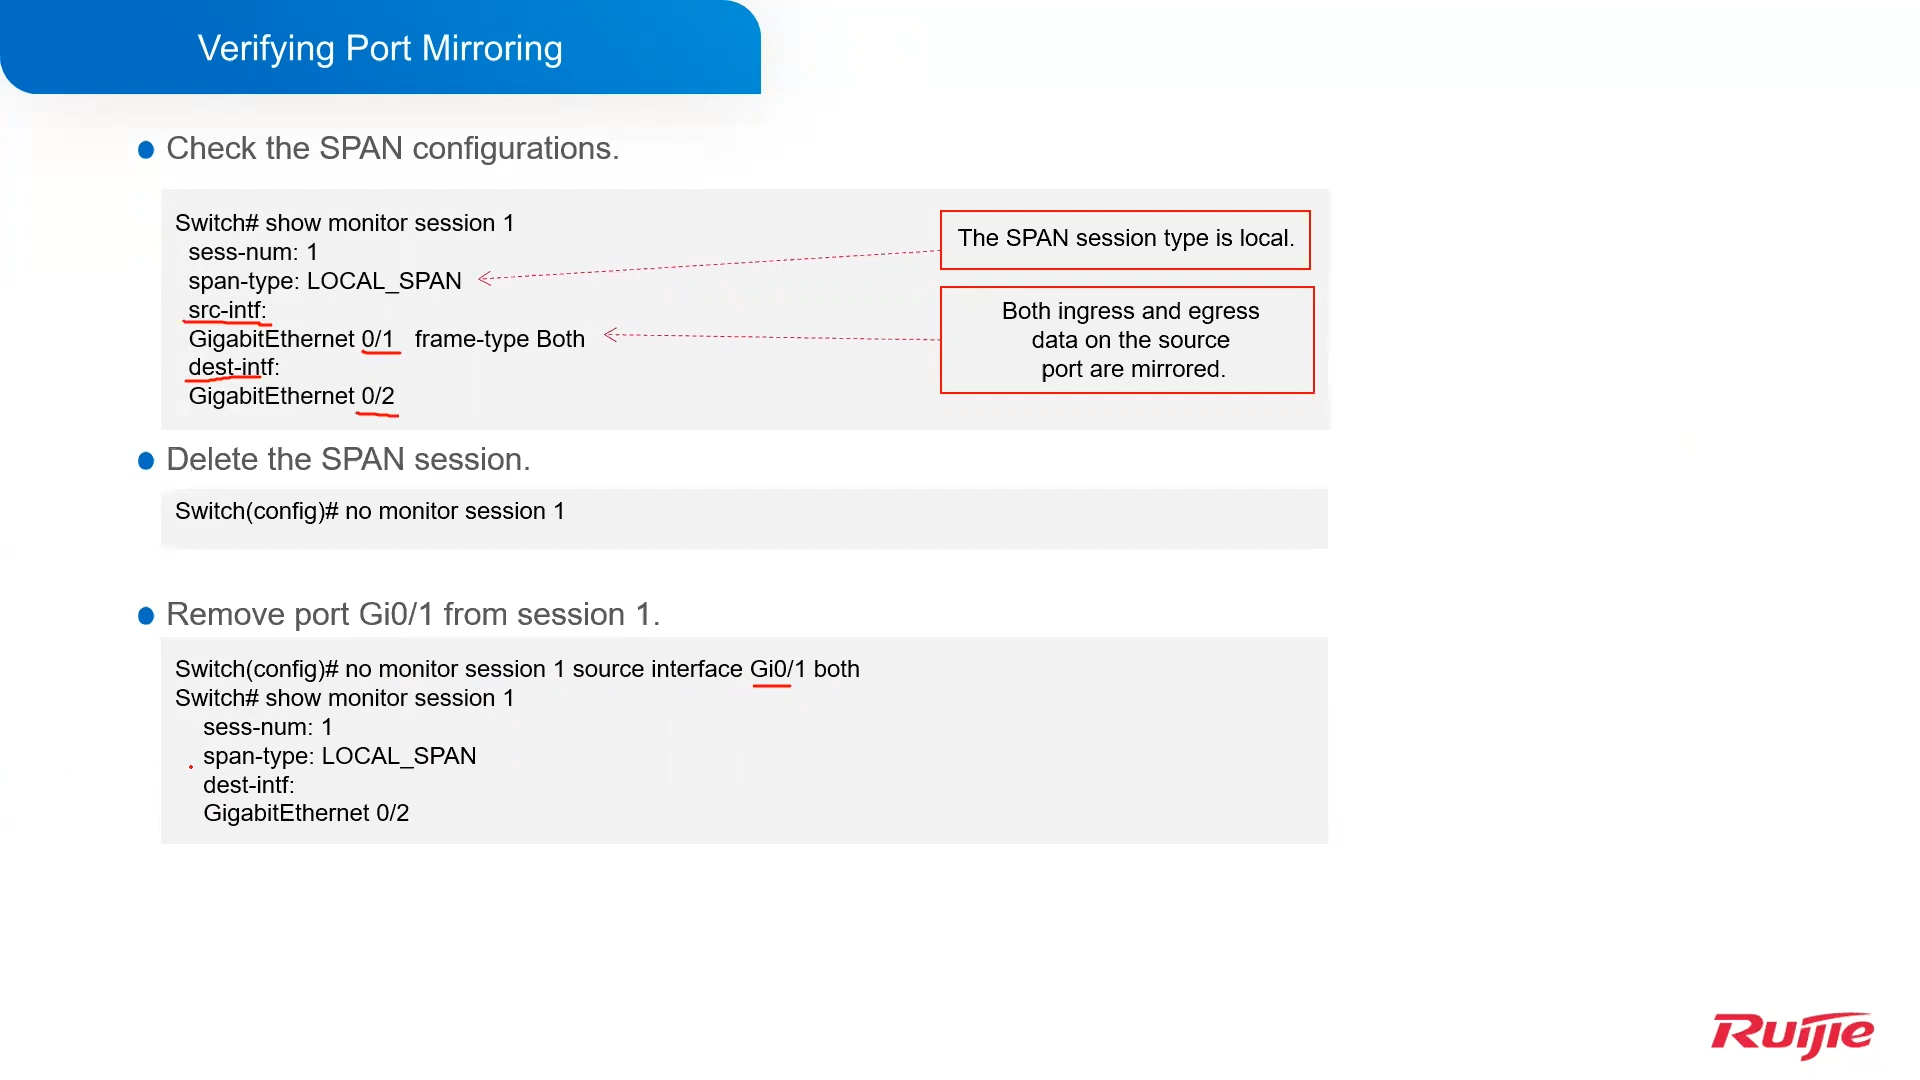 Verifying Port Mirroring
Check the SPAN configurations.
Switch# show monitor session 1
sess-num: 1
span-type: LOCAL_SPAN
src-intf:
GigabitEthernet 0/1 frame-type Both
dest-intf:
GigabitEthernet 0/2
The SPAN session type is local.
Both ingress and egress
data on the source
port are mirrored.
Delete the SPAN session.
Switch(config)# no monitor session 1
Remove port Gi0/1 from session 1.
Switch(config)# no monitor session 1 source interface Gi0/1 both
Switch# show monitor session 1
sess-num: 1
span-type: LOCAL_SPAN
dest-intf:
GigabitEthernet 0/2
Ruijie